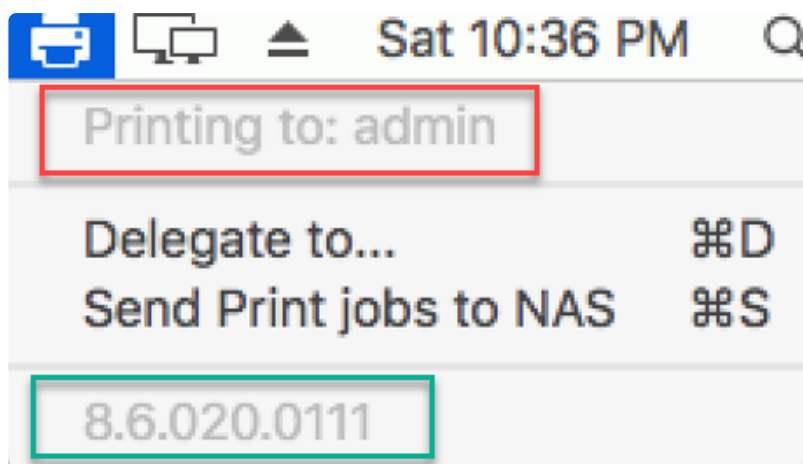 Sat 10:36 PM
Printing to: admin
Delegate to... ⌘D
Send Print jobs to NAS ⌘S
8.6.020.0111